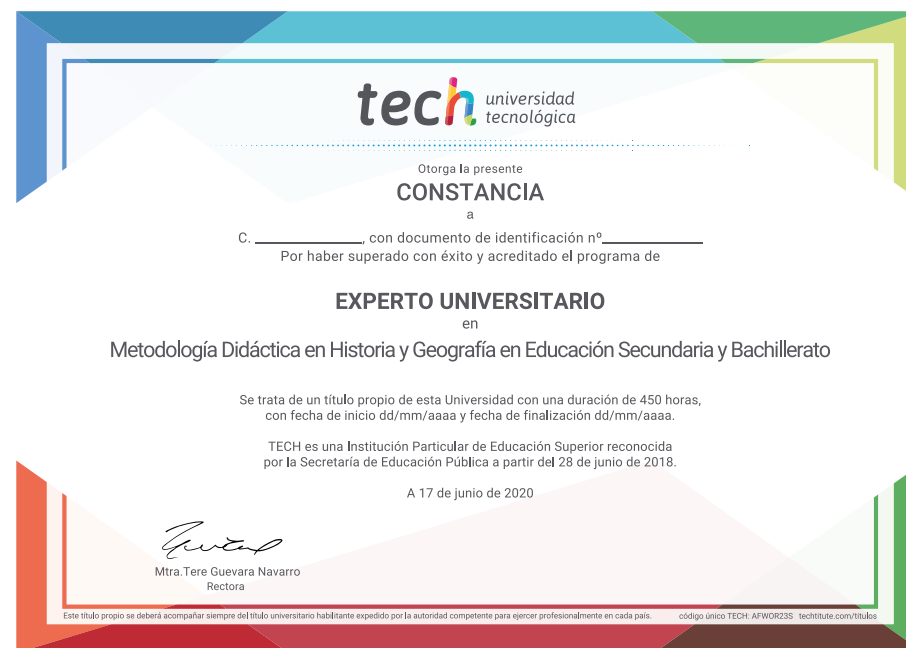 tech universidad
tecnológica
Otorga la presente
CONSTANCIA
a
C. ______________, con documento de identificación nº_____________
Por haber superado con éxito y acreditado el programa de
EXPERTO UNIVERSITARIO
en
Metodología Didáctica en Historia y Geografía en Educación Secundaria y Bachillerato
Se trata de un título propio de esta Universidad con una duración de 450 horas,
con fecha de inicio dd/mm/aaaa y fecha de finalización dd/mm/aaaa.
TECH es una Institución Particular de Educación Superior reconocida
por la Secretaría de Educación Pública a partir del 28 de junio de 2018.
A 17 de junio de 2020
Mtra.Tere Guevara Navarro
Rectora
Este título propio se deberá acompañar siempre del título universitario habilitante expedido por la autoridad competente para ejercer profesionalmente en cada país. código único TECH: AFWOR23S techtitute.com/titulos